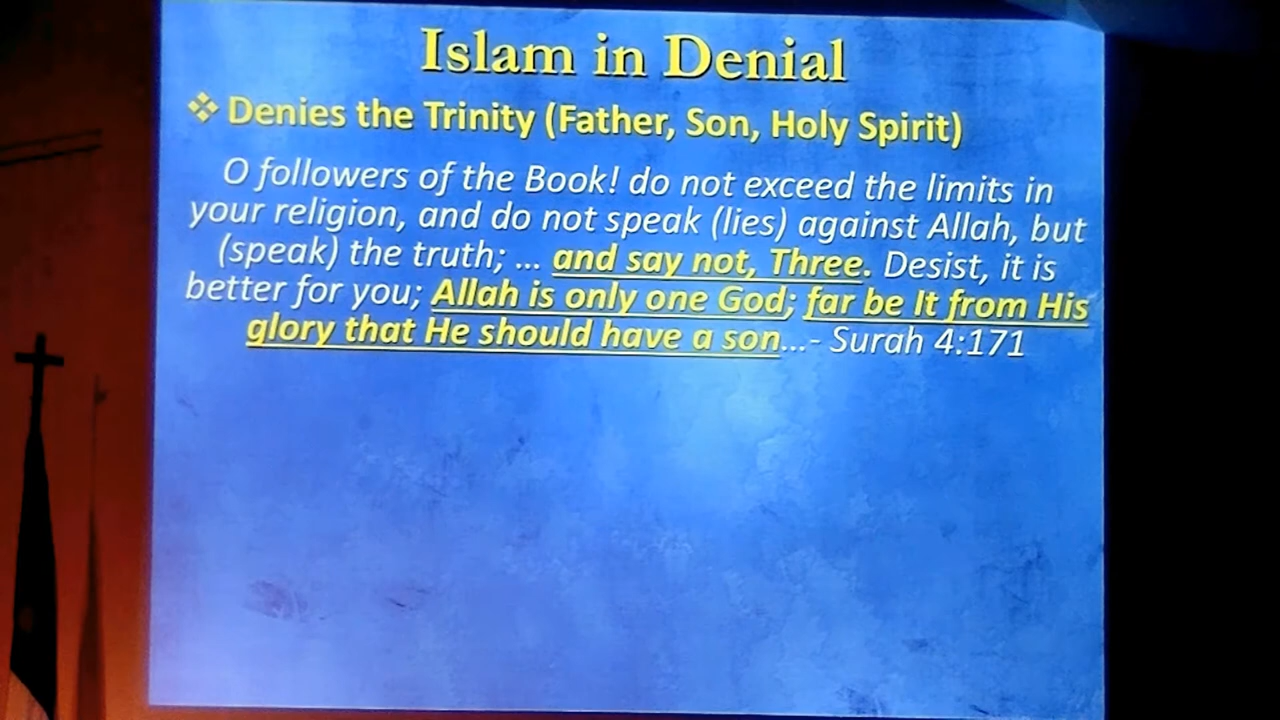 Islam in Denial
❖ Denies the Trinity (Father, Son, Holy Spirit)
O followers of the Book! do not exceed the limits in
your religion, and do not speak (lies) against Allah, but
(speak) the truth; ... and say not, Three. Desist, it is
better for you; Allah is only one God; far be It from His
glory that He should have a son...- Surah 4:171